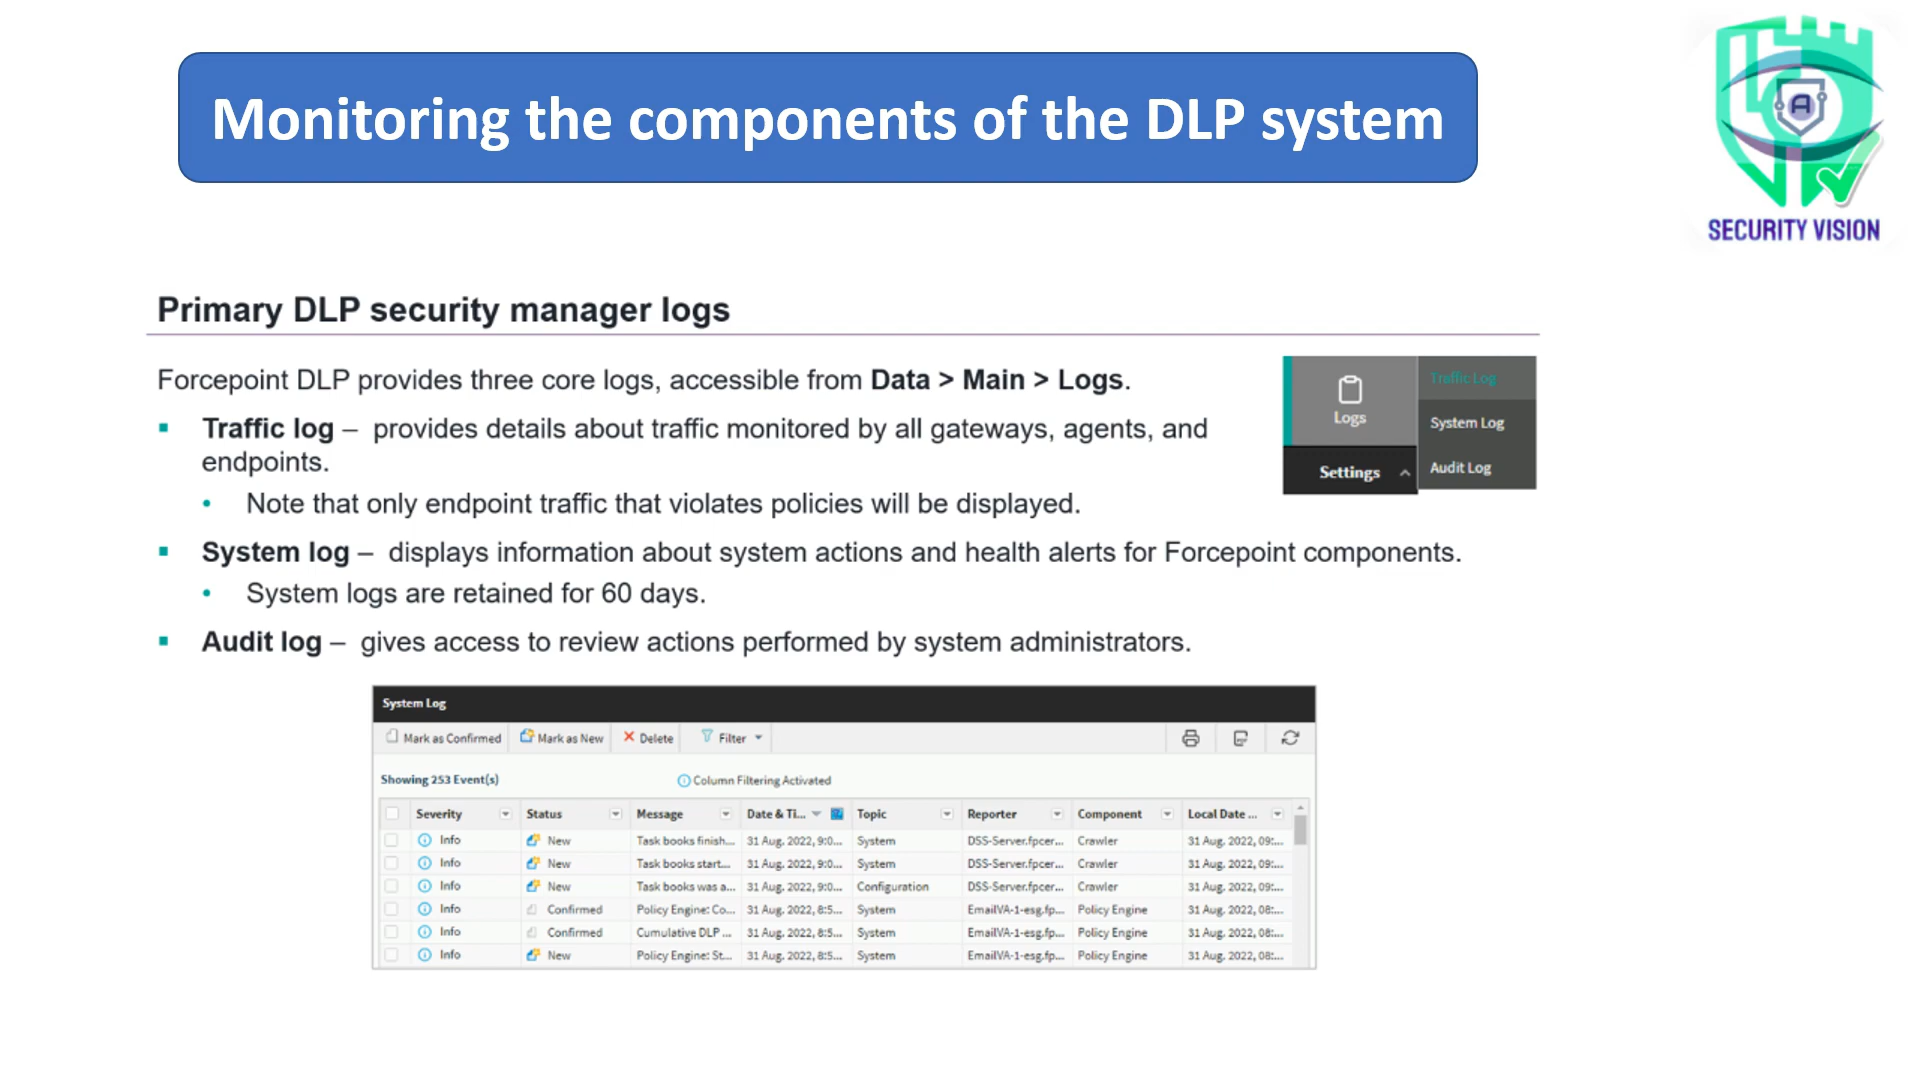 Monitoring the components of the DLP system
A
SECURITY VISION
Primary DLP security manager logs
Forcepoint DLP provides three core logs, accessible from Data > Main > Logs.
▪ Traffic log – provides details about traffic monitored by all gateways, agents, and
endpoints.
• Note that only endpoint traffic that violates policies will be displayed.
▪ System log – displays information about system actions and health alerts for Forcepoint components.
• System logs are retained for 60 days.
▪ Audit log – gives access to review actions performed by system administrators.
Logs
Settings
Traffic Log
System Log
Audit Log
System Log
Mark as Confirmed Mark as New Delete Filter
Showing 253 Event(s) Column Filtering Activated
Severity Status Message Date & Ti... Topic Reporter Component Local Date ...
Info New Task books finish... 31 Aug. 2022, 9:0... System DSS-Server.fpcer... Crawler 31 Aug. 2022, 09:...
Info New Task books start... 31 Aug. 2022, 9:0... System DSS-Server.fpcer... Crawler 31 Aug. 2022, 09:...
Info New Task books was a... 31 Aug. 2022, 9:0... Configuration DSS-Server.fpcer... Crawler 31 Aug. 2022, 09:...
Info Confirmed Policy Engine: Co... 31 Aug. 2022, 8:5... System EmailVA-1-esg.fp... Policy Engine 31 Aug. 2022, 08:...
Info Confirmed Cumulative DLP ... 31 Aug. 2022, 8:5... System EmailVA-1-esg.fp... Policy Engine 31 Aug. 2022, 08:...
Info New Policy Engine: St... 31 Aug. 2022, 8:5... System EmailVA-1-esg.fp... Policy Engine 31 Aug. 2022, 08:...